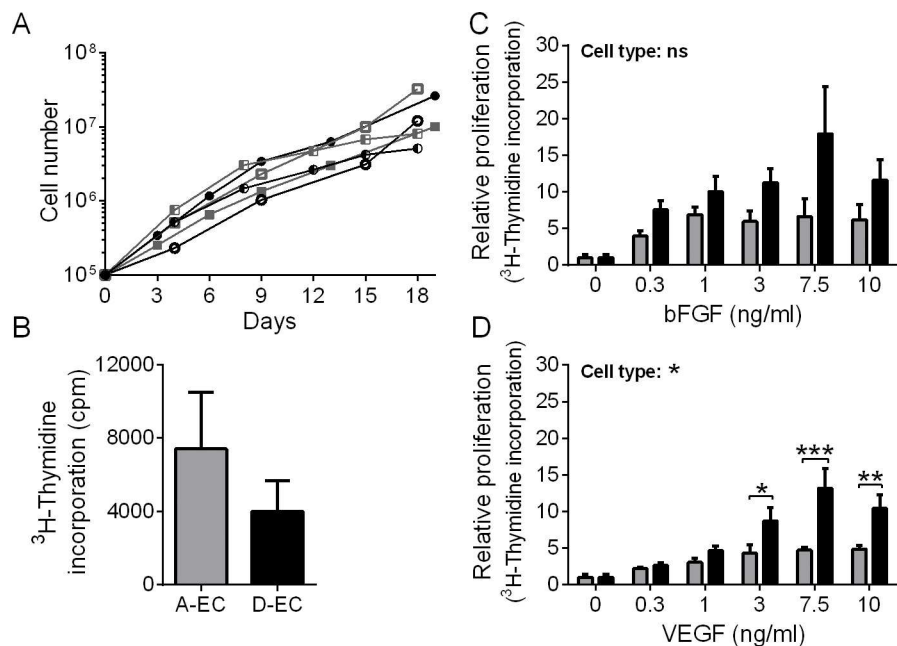 A
Cell number
10⁸
10⁷
10⁶
10⁵
0 3 6 9 12 15 18
Days
B
³H-Thymidine
incorporation (cpm)
12000
8000
4000
0
A-EC D-EC
C
Relative proliferation
(³H-Thymidine incorporation)
Cell type: ns
30
25
20
15
10
5
0
0 0.3 1 3 7.5 10
bFGF (ng/ml)
D
Relative proliferation
(³H-Thymidine incorporation)
Cell type: *
30
25
20
15
10
5
0
*
***
**
0 0.3 1 3 7.5 10
VEGF (ng/ml)